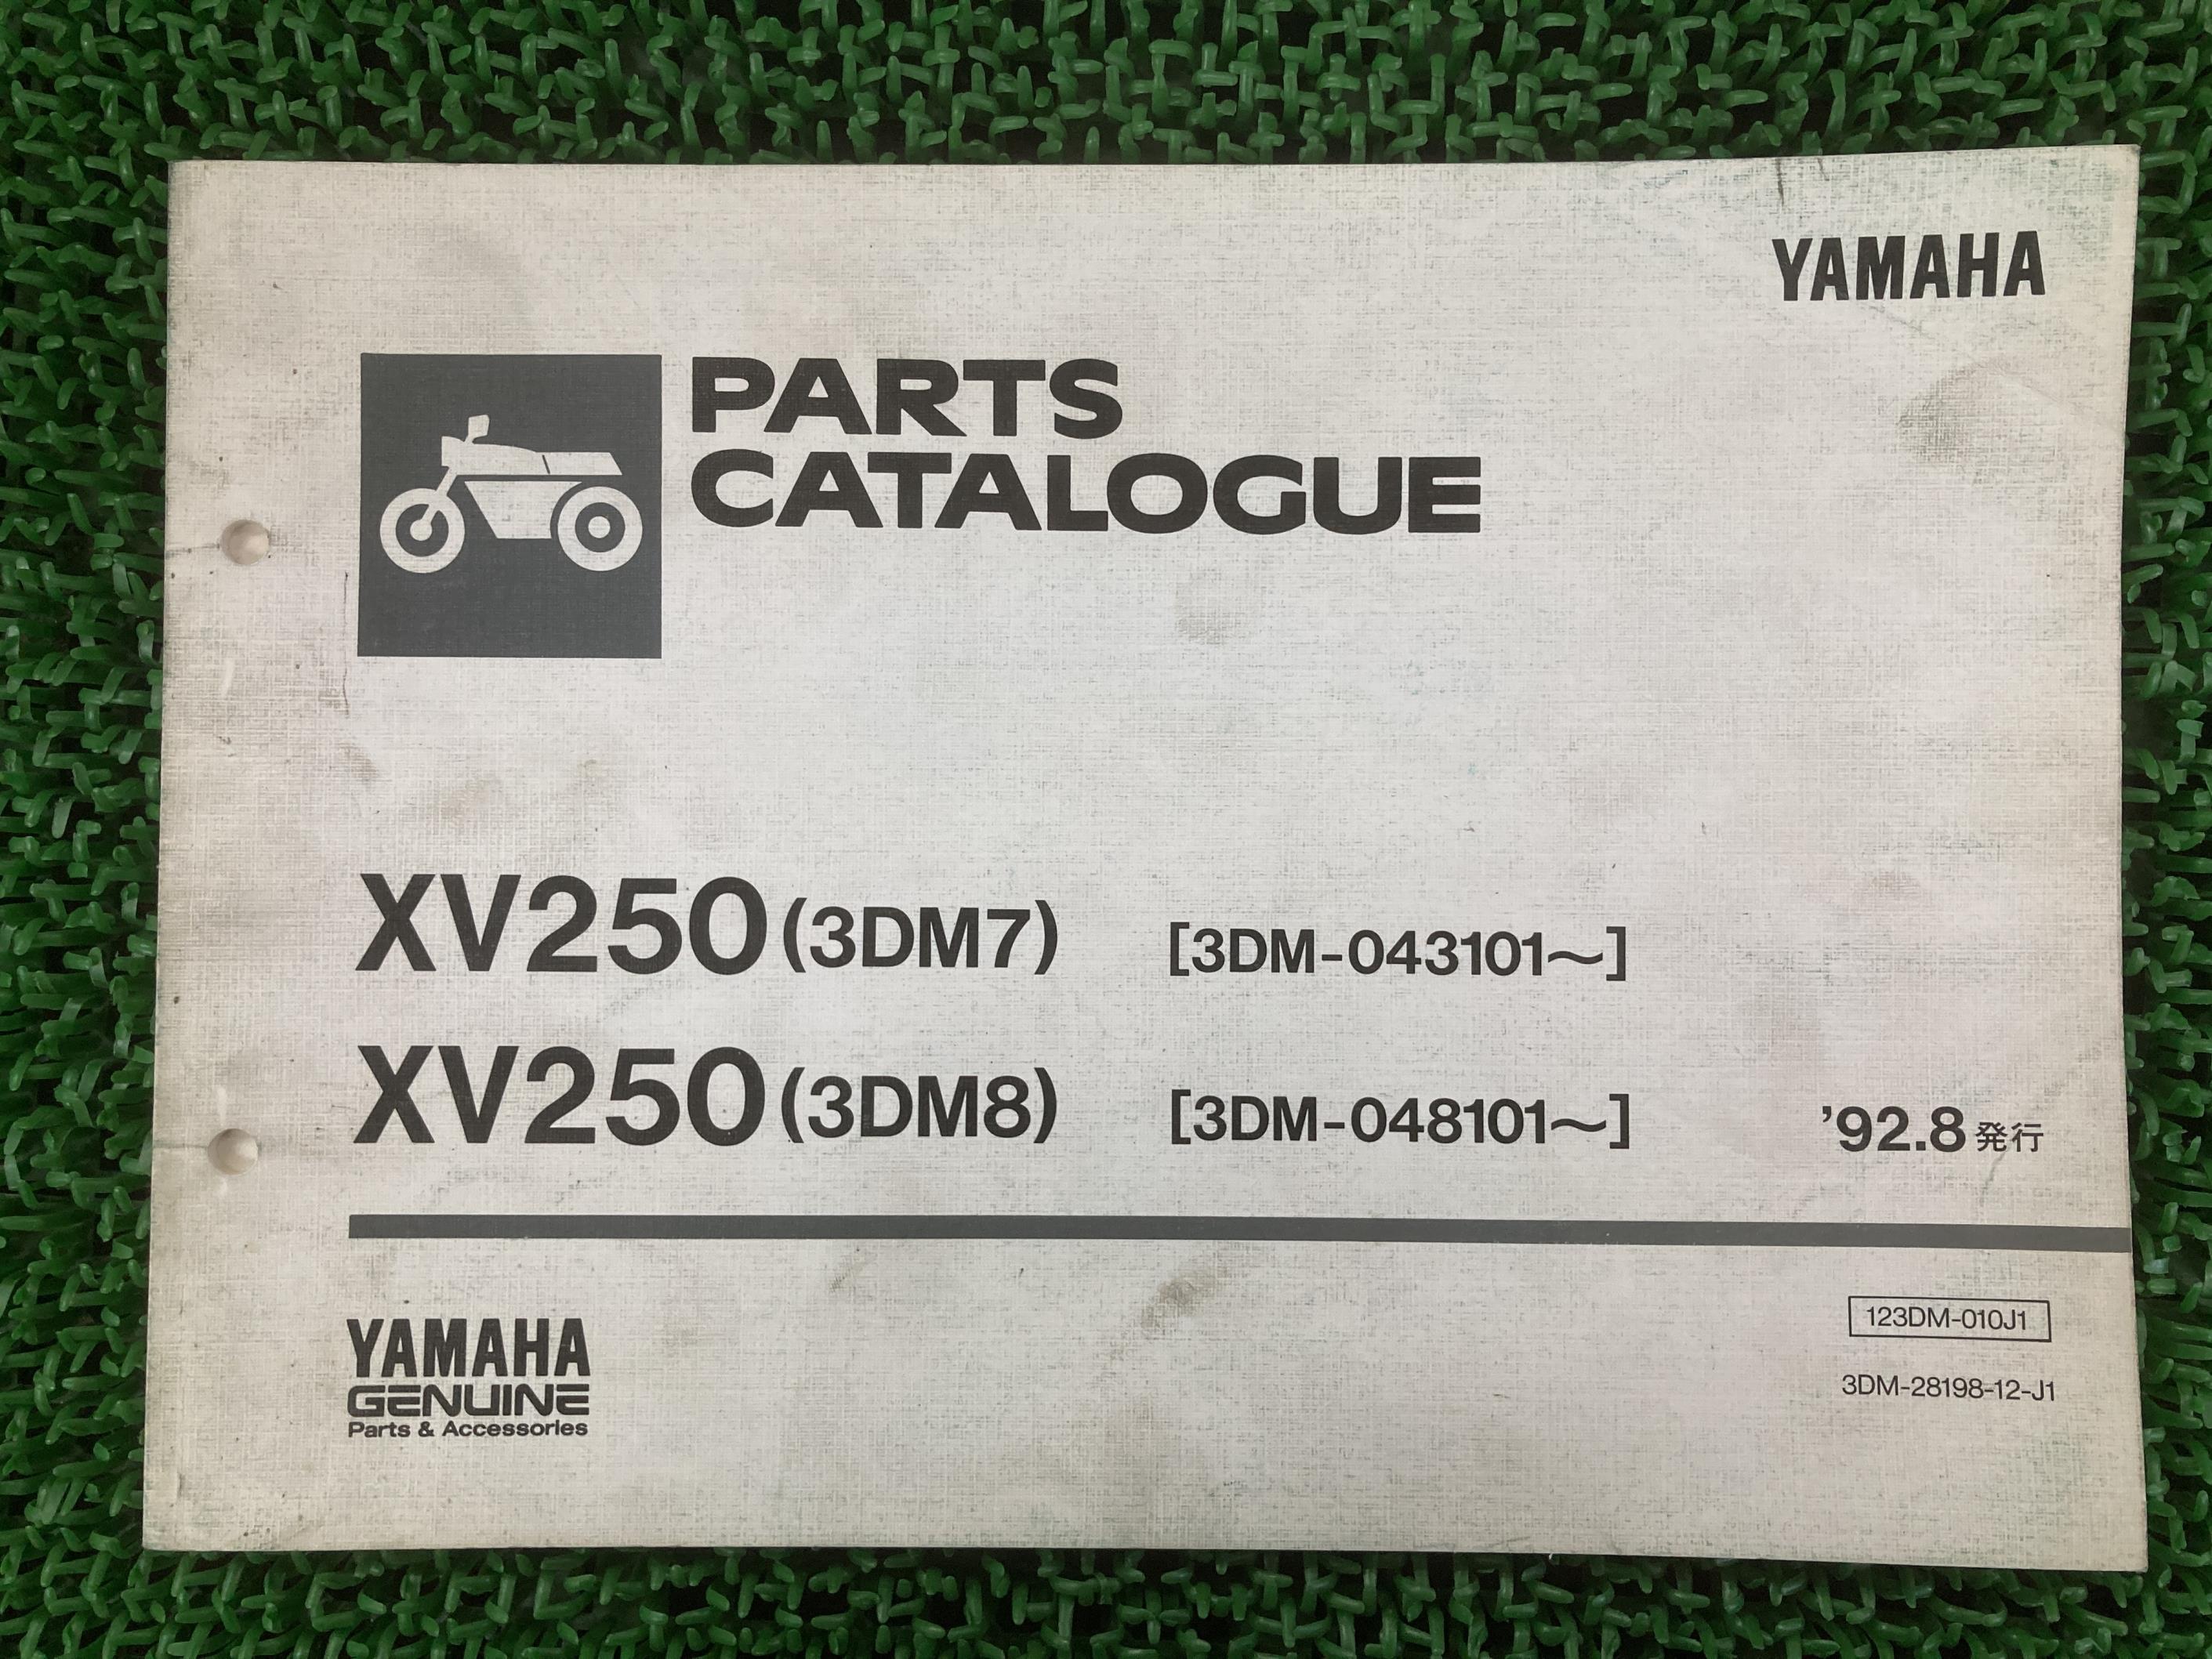 YAMAHA
PARTS
CATALOGUE
XV250(3DM7) [3DM-043101~]
XV250(3DM8) [3DM-048101~] '92.8発行
YAMAHA
GENUINE
Parts & Accessories
123DM-010J1
3DM-28198-12-J1